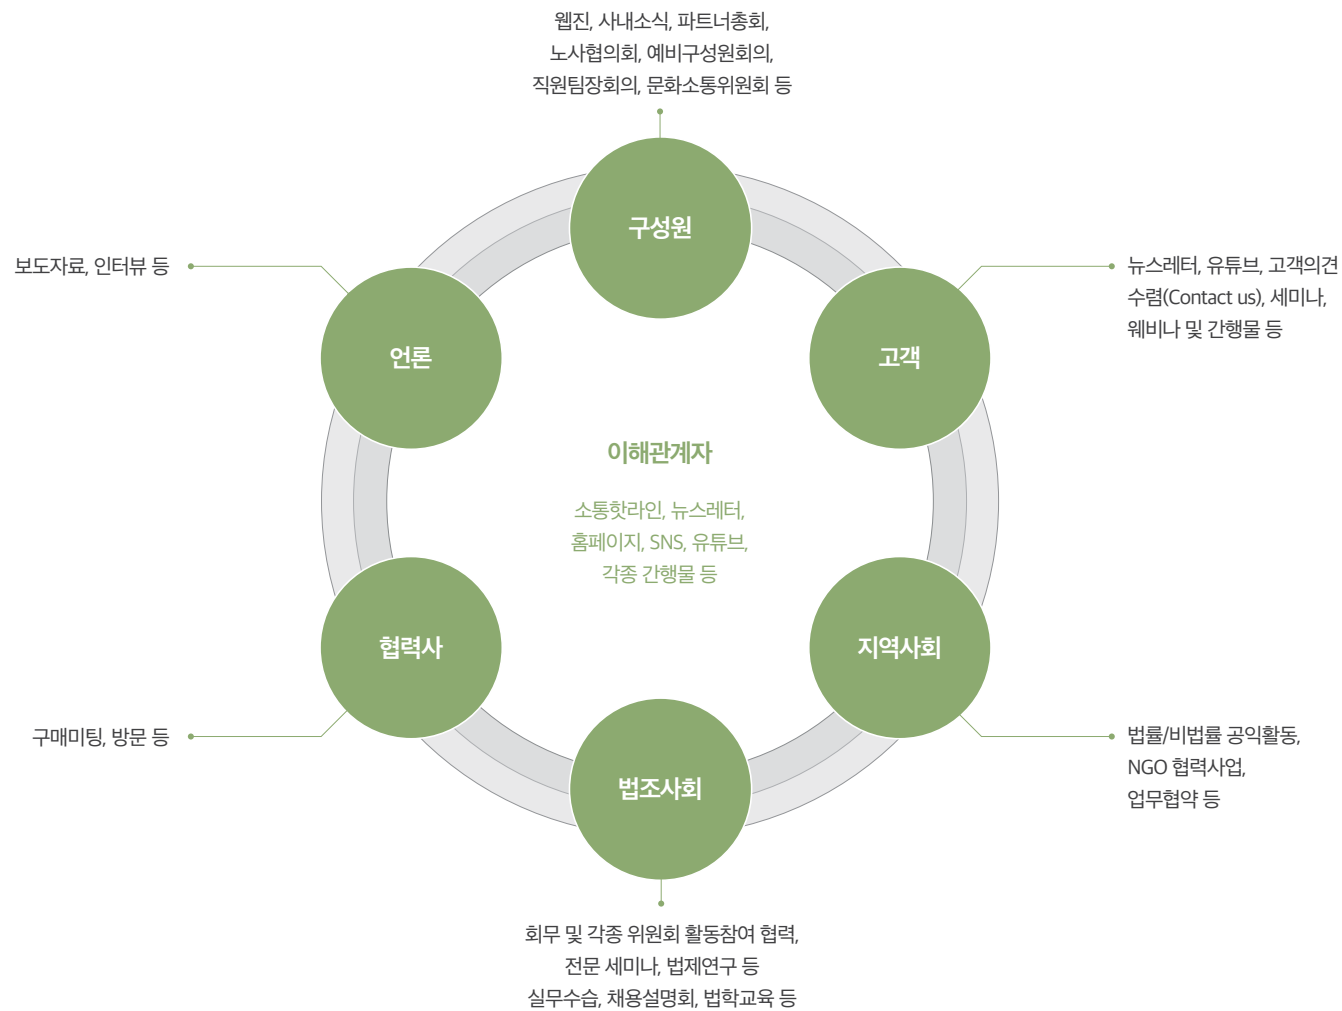 웹진, 사내소식, 파트너총회,
노사협의회, 예비구성원회의,
직원팀장회의, 문화소통위원회 등
구성원
보도자료, 인터뷰 등
언론
고객
뉴스레터, 유튜브, 고객의견
수렴(Contact us), 세미나,
웨비나 및 간행물 등
이해관계자
소통핫라인, 뉴스레터,
홈페이지, SNS, 유튜브,
각종 간행물 등
협력사
구매미팅, 방문 등
지역사회
법률/비법률 공익활동,
NGO 협력사업,
업무협약 등
법조사회
회무 및 각종 위원회 활동참여 협력,
전문 세미나, 법제연구 등
실무수습, 채용설명회, 법학교육 등